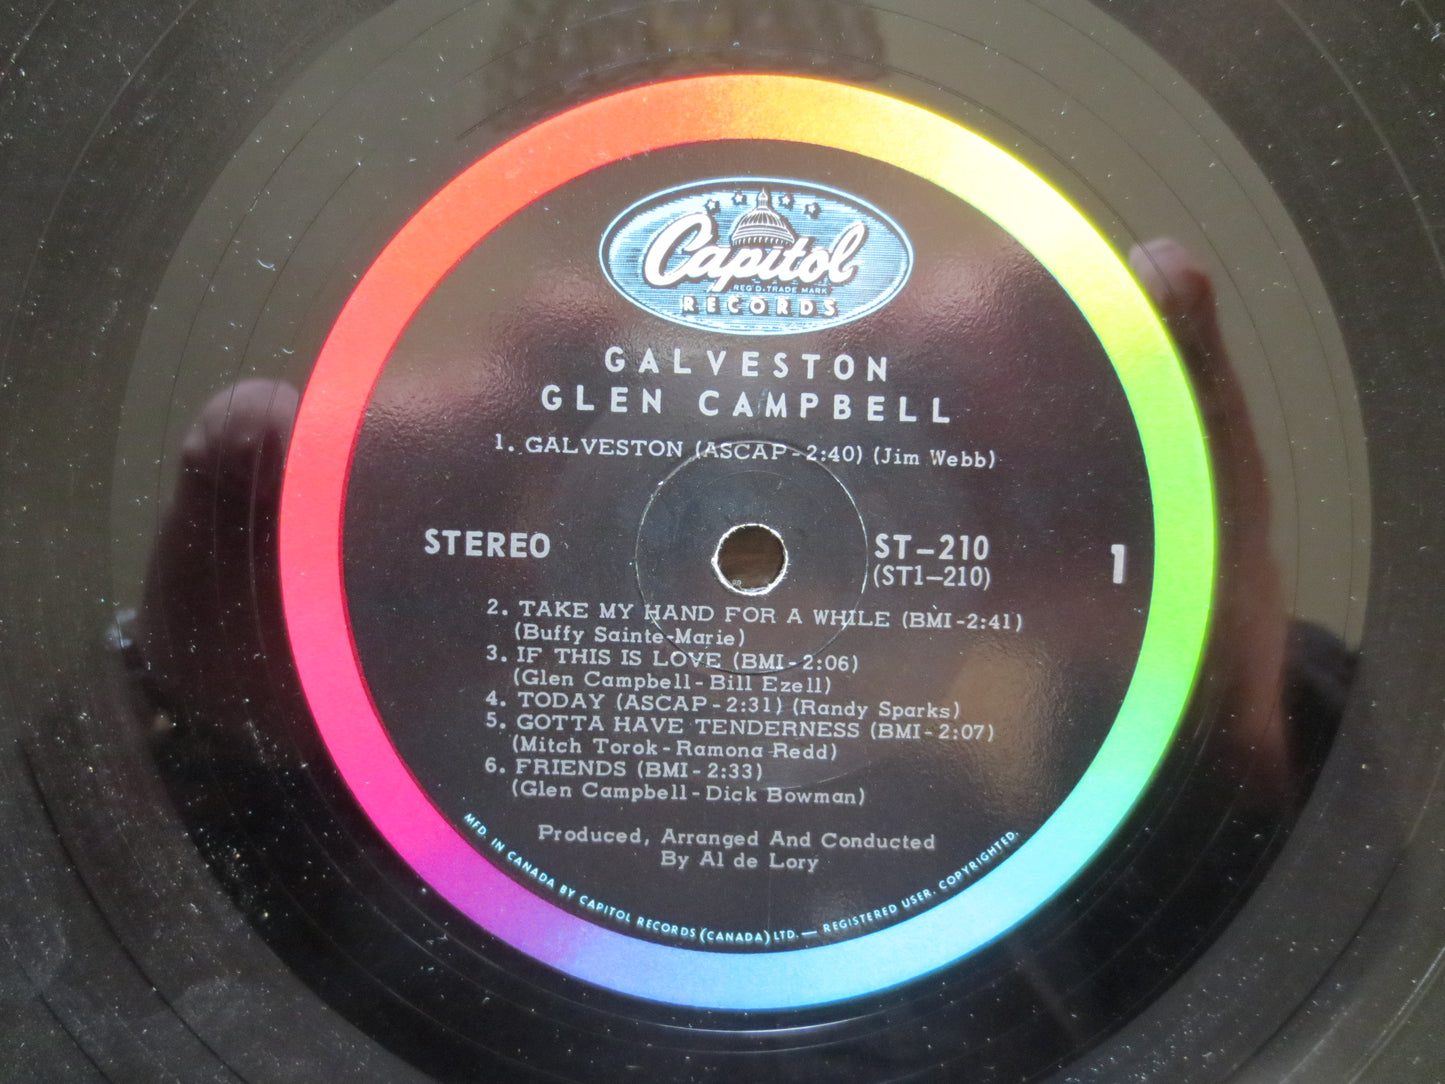 Capitol
REG'D. TRADE MARK
RECORDS
GALVESTON
GLEN CAMPBELL
1. GALVESTON (ASCAP - 2:40) (Jim Webb)
STEREO
ST-210
(ST1-210)
1
2. TAKE MY HAND FOR A WHILE (BMI - 2:41)
(Buffy Sainte-Marie)
3. IF THIS IS LOVE (BMI - 2:06)
(Glen Campbell - Bill Ezell)
4. TODAY (ASCAP - 2:31) (Randy Sparks)
5. GOTTA HAVE TENDERNESS (BMI - 2:07)
(Mitch Torok - Ramona Redd)
6. FRIENDS (BMI - 2:33)
(Glen Campbell - Dick Bowman)
Produced, Arranged And Conducted
By Al de Lory
MFD. IN CANADA BY CAPITOL RECORDS (CANADA) LTD. — REGISTERED USER. COPYRIGHTED.